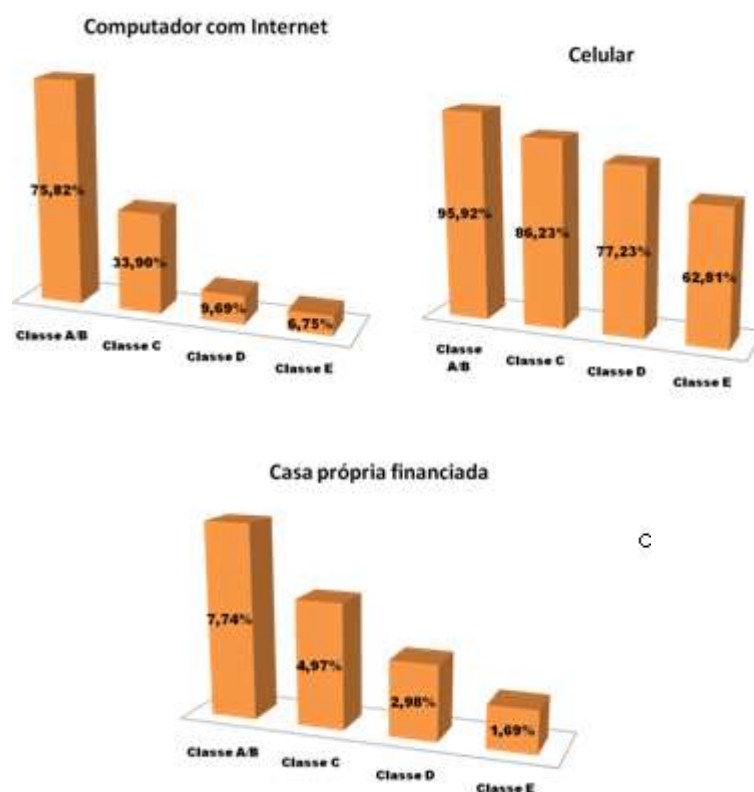 Computador com Internet
75,82%
33,90%
9,69%
6,75%
Classe A/B
Classe C
Classe D
Classe E
Celular
95,92%
86,23%
77,23%
62,81%
Classe
A/B
Classe C
Classe D
Classe E
Casa própria financiada
7,74%
4,97%
2,98%
1,69%
Classe A/B
Classe C
Classe D
Classe E
C